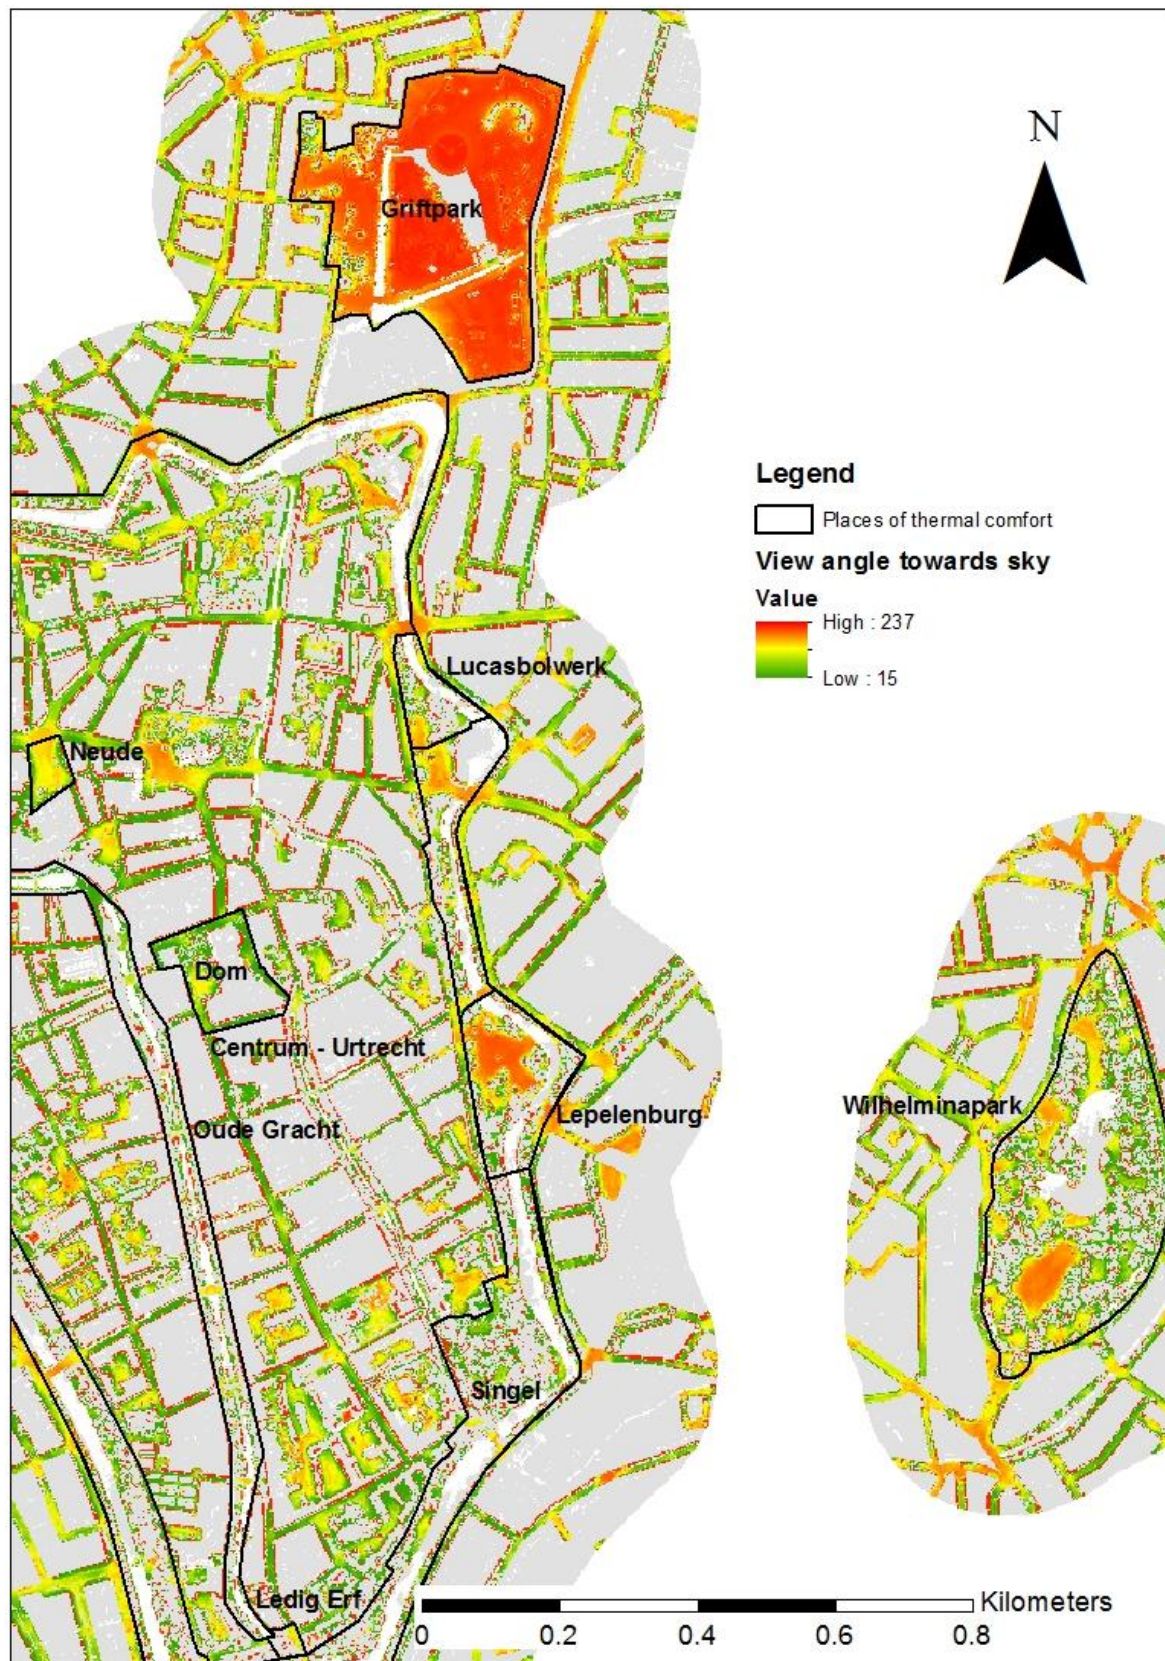 N
Griftpark
Legend
Places of thermal comfort
View angle towards sky
Value
High : 237
Low : 15
Lucasbolwerk
Neude
Dom
Centrum - Urtrecht
Oude Gracht
Lepelenburg
Wilhelminapark
Singel
Ledig Erf
Kilometers
0 0.2 0.4 0.6 0.8